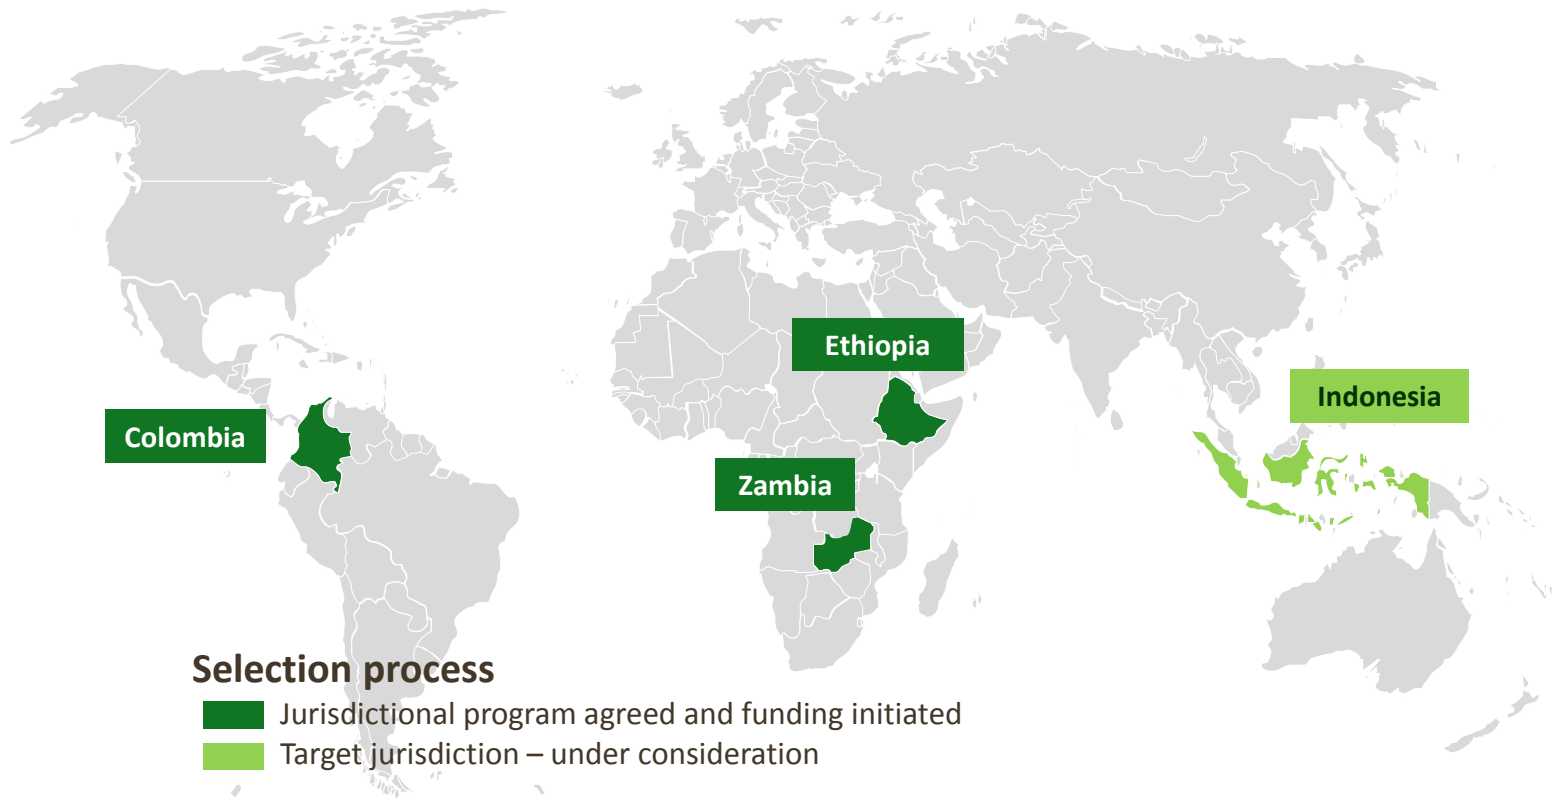 Ethiopia
Indonesia
Colombia
Zambia
Selection process
Jurisdictional program agreed and funding initiated
Target jurisdiction – under consideration